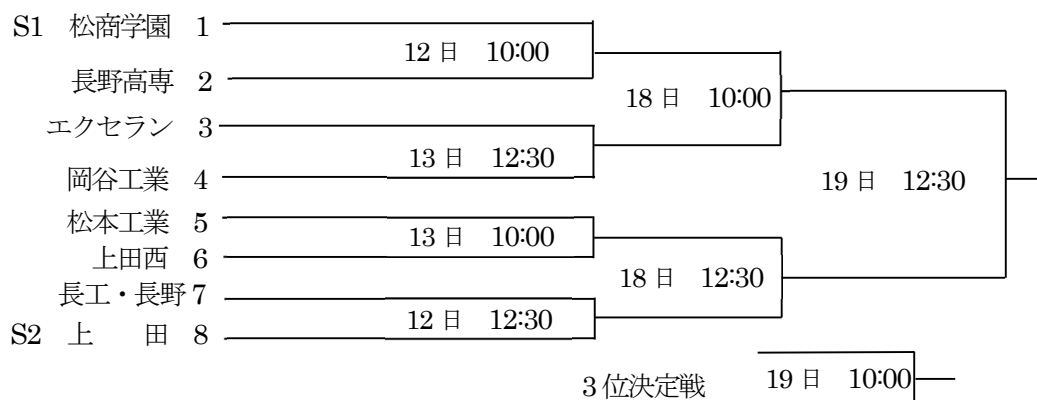 S1 松商学園 1
12日 10:00
長野高専 2
18日 10:00
エクセラン 3
13日 12:30
岡谷工業 4
19日 12:30
松本工業 5
13日 10:00
上田西 6
18日 12:30
長工・長野 7
12日 12:30
S2 上 田 8
3位決定戦 19日 10:00